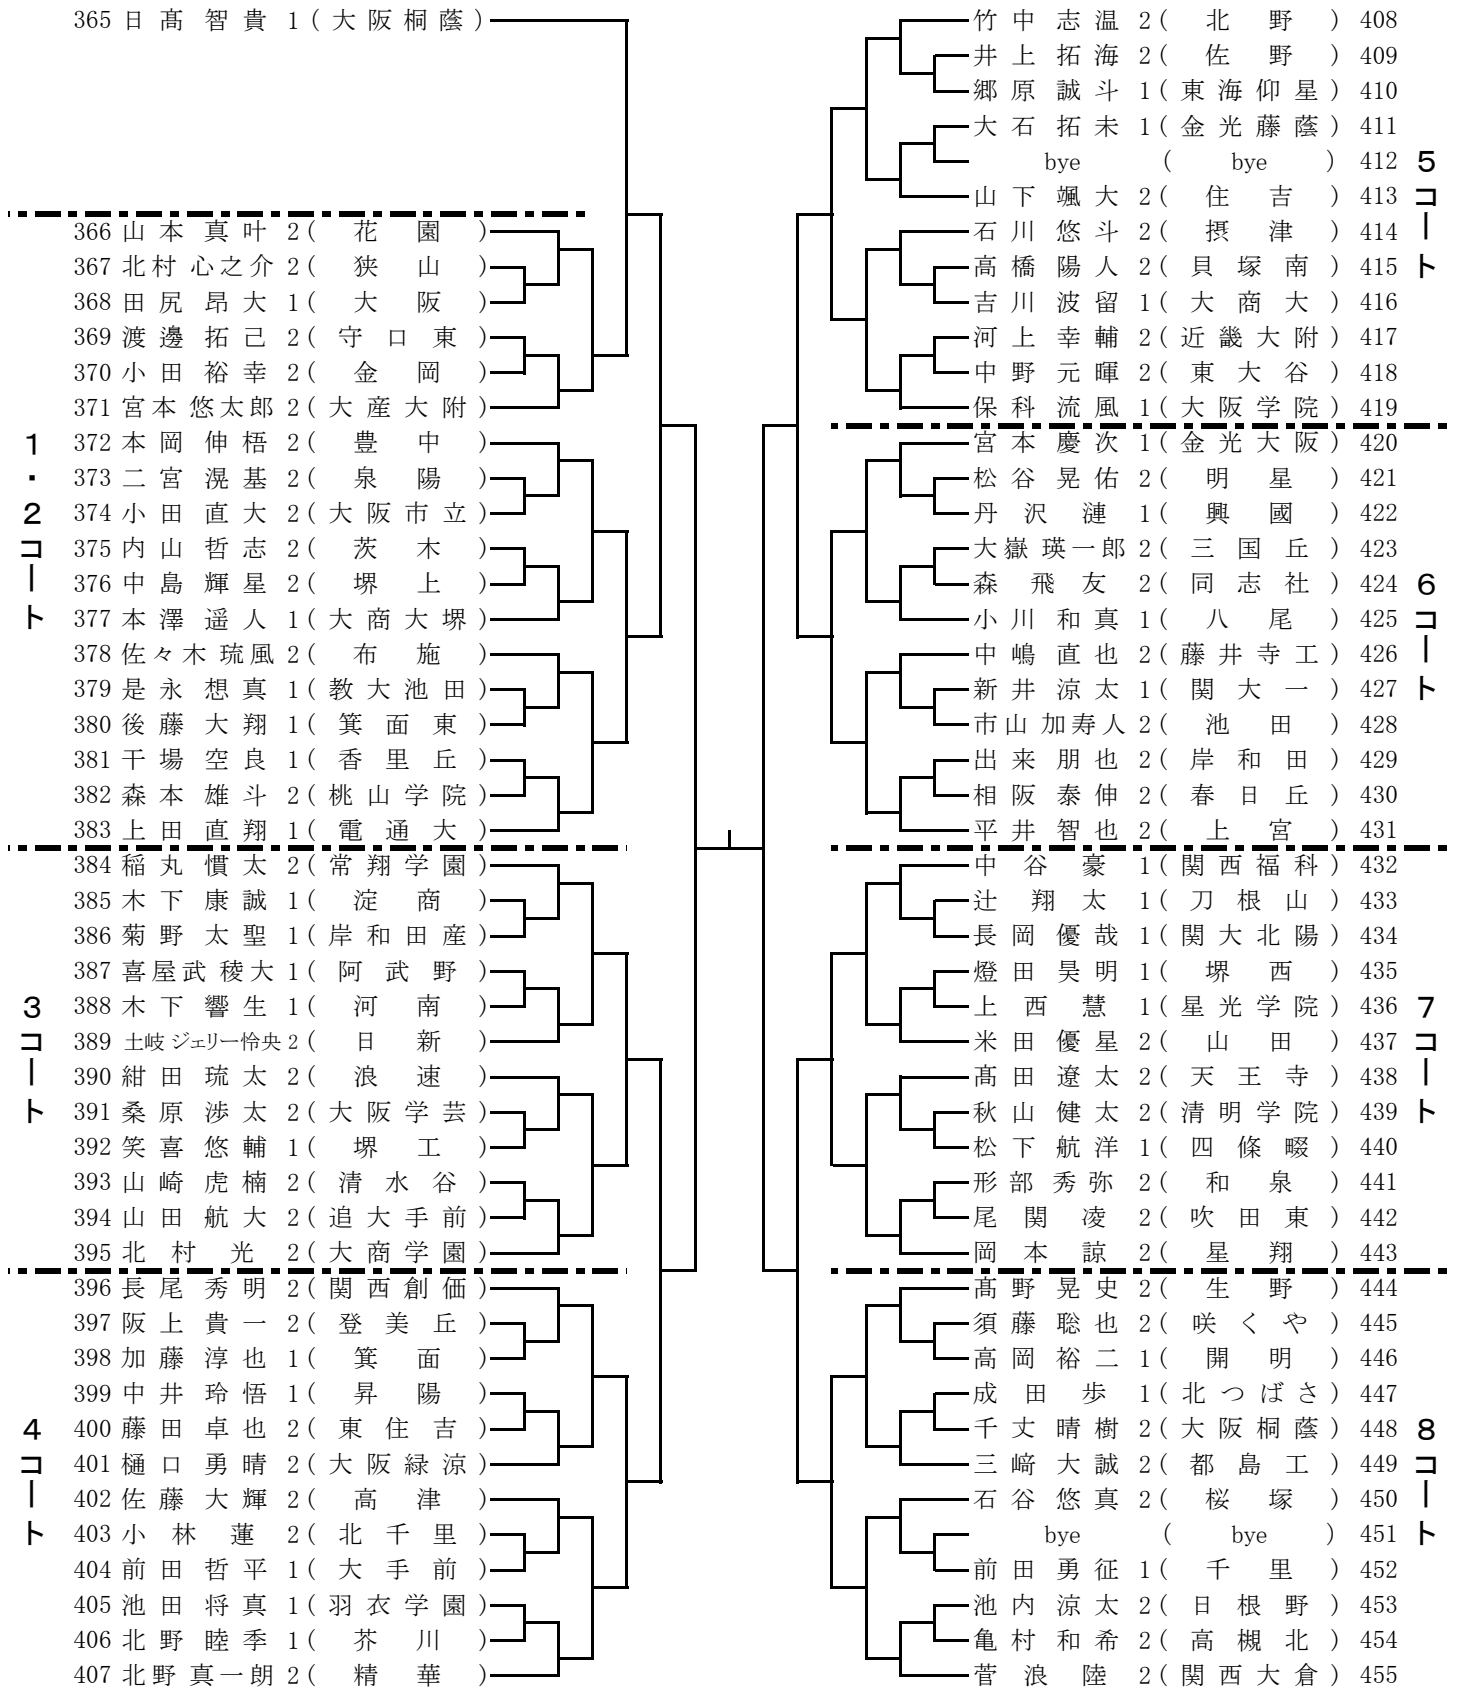 365 日髙智貴 1 (大阪桐蔭)
366 山本真叶 2 (花園)
367 北村心之介 2 (狭山)
368 田尻昂大 1 (大阪)
369 渡邊拓己 2 (守口東)
370 小田裕幸 2 (金岡)
371 宮本悠太郎 2 (大産大附)
372 本岡伸梧 2 (豊中)
373 二宮滉基 2 (泉陽)
374 小田直大 2 (大阪市立)
375 内山哲志 2 (茨木)
376 中島輝星 2 (堺上)
377 本澤遥人 1 (大商大堺)
378 佐々木琉風 2 (布施)
379 是永想真 1 (教大池田)
380 後藤大翔 1 (箕面東)
381 干場空良 1 (香里丘)
382 森本雄斗 2 (桃山学院)
383 上田直翔 1 (電通大)
1・2コート
384 稲丸慣太 2 (常翔学園)
385 木下康誠 1 (淀商)
386 菊野太聖 1 (岸和田産)
387 喜屋武稜大 1 (阿武野)
388 木下響生 1 (河南)
389 土岐ジェリー怜央 2 (日新)
390 紺田琉太 2 (浪速)
391 桑原渉太 2 (大阪学芸)
392 笑喜悠輔 1 (堺工)
393 山崎虎楠 2 (清水谷)
394 山田航大 2 (追大手前)
395 北村光 2 (大商学園)
3コート
396 長尾秀明 2 (関西創価)
397 阪上貴一 2 (登美丘)
398 加藤淳也 1 (箕面)
399 中井玲悟 1 (昇陽)
400 藤田卓也 2 (東住吉)
401 樋口勇晴 2 (大阪緑涼)
402 佐藤大輝 2 (高津)
403 小林蓮 2 (北千里)
404 前田哲平 1 (大手前)
405 池田将真 1 (羽衣学園)
406 北野睦季 1 (芥川)
407 北野真一朗 2 (精華)
4コート
竹中志温 2 (北野) 408
井上拓海 2 (佐野) 409
郷原誠斗 1 (東海仰星) 410
大石拓未 1 (金光藤蔭) 411
bye (bye) 412
山下颯大 2 (住吉) 413
石川悠斗 2 (摂津) 414
高橋陽人 2 (貝塚南) 415
吉川波留 1 (大商大) 416
河上幸輔 2 (近畿大附) 417
中野元暉 2 (東大谷) 418
保科流風 1 (大阪学院) 419
5コート
宮本慶次 1 (金光大阪) 420
松谷晃佑 2 (明星) 421
丹沢漣 1 (興國) 422
大嶽瑛一郎 2 (三国丘) 423
森飛友 2 (同志社) 424
小川和真 1 (八尾) 425
中嶋直也 2 (藤井寺工) 426
新井涼太 1 (関大一) 427
市山加寿人 2 (池田) 428
出来朋也 2 (岸和田) 429
相阪泰伸 2 (春日丘) 430
平井智也 2 (上宮) 431
6コート
中谷豪 1 (関西福科) 432
辻翔太 1 (刀根山) 433
長岡優哉 1 (関大北陽) 434
燈田昊明 1 (堺西) 435
上西慧 1 (星光学院) 436
米田優星 2 (山田) 437
髙田遼太 2 (天王寺) 438
秋山健太 2 (清明学院) 439
松下航洋 1 (四條畷) 440
形部秀弥 2 (和泉) 441
尾関凌 2 (吹田東) 442
岡本諒 2 (星翔) 443
7コート
髙野晃史 2 (生野) 444
須藤聡也 2 (咲くや) 445
高岡裕二 1 (開明) 446
成田歩 1 (北つばさ) 447
千丈晴樹 2 (大阪桐蔭) 448
三﨑大誠 2 (都島工) 449
石谷悠真 2 (桜塚) 450
bye (bye) 451
前田勇征 1 (千里) 452
池内涼太 2 (日根野) 453
亀村和希 2 (高槻北) 454
菅浪陸 2 (関西大倉) 455
8コート